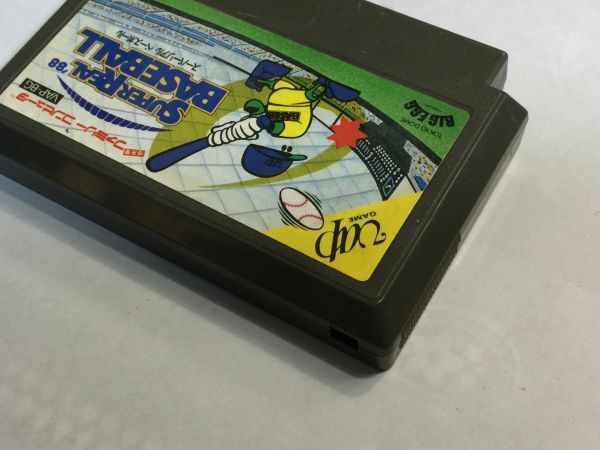 SUPER REAL '88
BASEBALL
スーパーリアル ベースボール
VAP-BG
ファミリーコンピュータ
BIG EGG
TOKYO DOME
vap
GAME